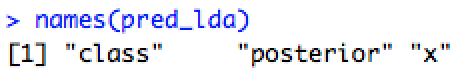 > names(pred_lda)
[1] "class"     "posterior" "x"